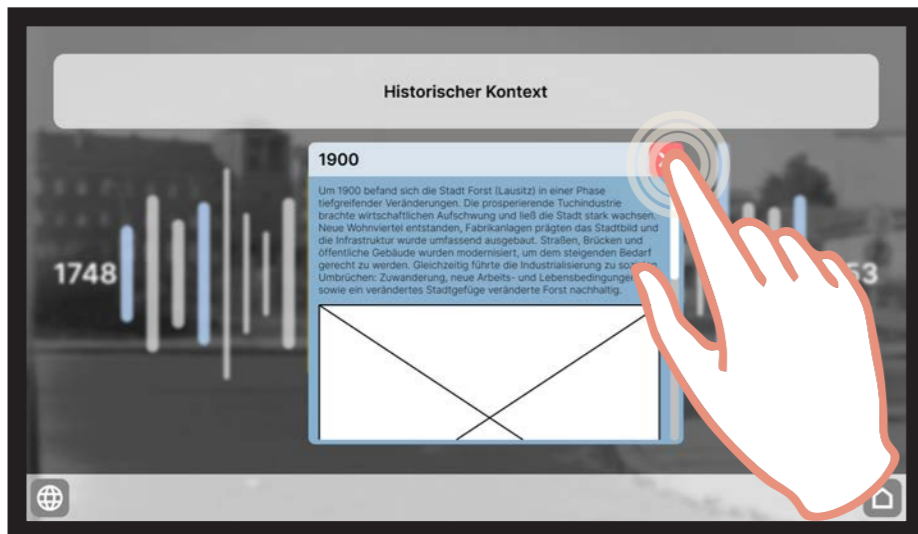 Historischer Kontext
1900
Um 1900 befand sich die Stadt Forst (Lausitz) in einer Phase
tiefgreifender Veränderungen. Die prosperierende Tuchindustrie
brachte wirtschaftlichen Aufschwung und ließ die Stadt stark wachsen.
Neue Wohnviertel entstanden, Fabrikanlagen prägten das Stadtbild und
die Infrastruktur wurde umfassend ausgebaut. Straßen, Brücken und
öffentliche Gebäude wurden modernisiert, um dem steigenden Bedarf
gerecht zu werden. Gleichzeitig führte die Industrialisierung zu
Umbrüchen: Zuwanderung, neue Arbeits- und Lebensbedingungen
sowie ein verändertes Stadtgefüge veränderte Forst nachhaltig.
1748
53